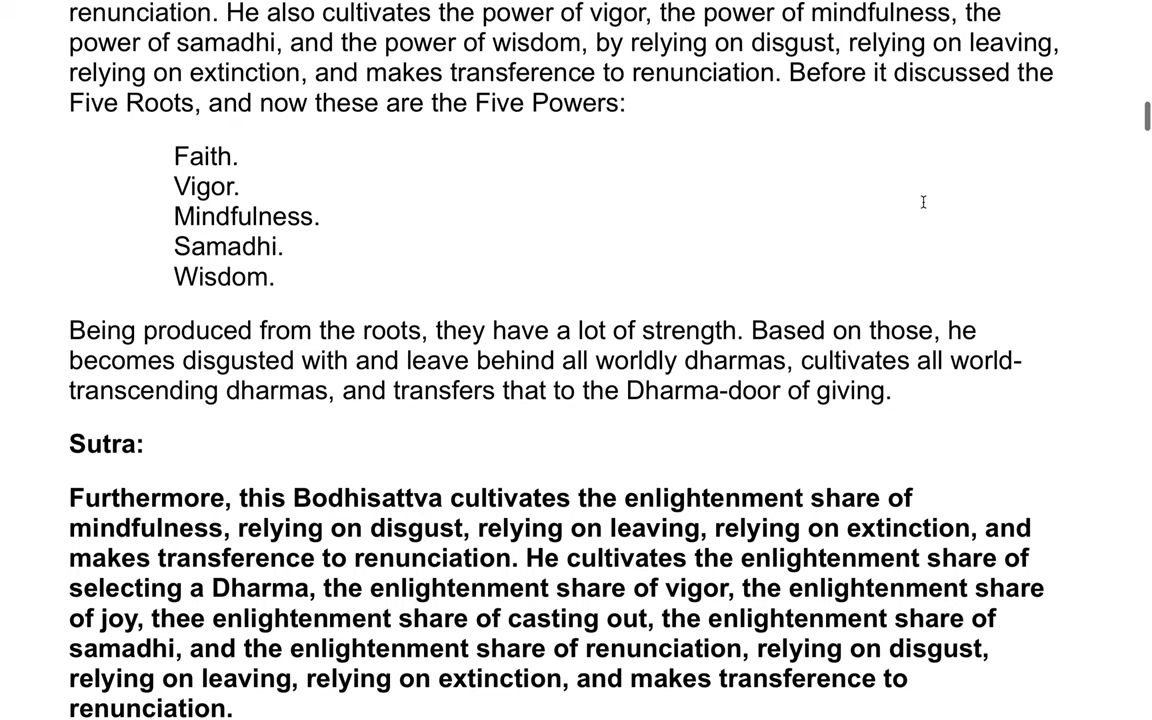 renunciation. He also cultivates the power of vigor, the power of mindfulness, the
power of samadhi, and the power of wisdom, by relying on disgust, relying on leaving,
relying on extinction, and makes transference to renunciation. Before it discussed the
Five Roots, and now these are the Five Powers:
Faith.
Vigor.
Mindfulness.
Samadhi.
Wisdom.
Being produced from the roots, they have a lot of strength. Based on those, he
becomes disgusted with and leave behind all worldly dharmas, cultivates all world-
transcending dharmas, and transfers that to the Dharma-door of giving.
Sutra:
Furthermore, this Bodhisattva cultivates the enlightenment share of
mindfulness, relying on disgust, relying on leaving, relying on extinction, and
makes transference to renunciation. He cultivates the enlightenment share of
selecting a Dharma, the enlightenment share of vigor, the enlightenment share
of joy, thee enlightenment share of casting out, the enlightenment share of
samadhi, and the enlightenment share of renunciation, relying on disgust,
relying on leaving, relying on extinction, and makes transference to
renunciation.